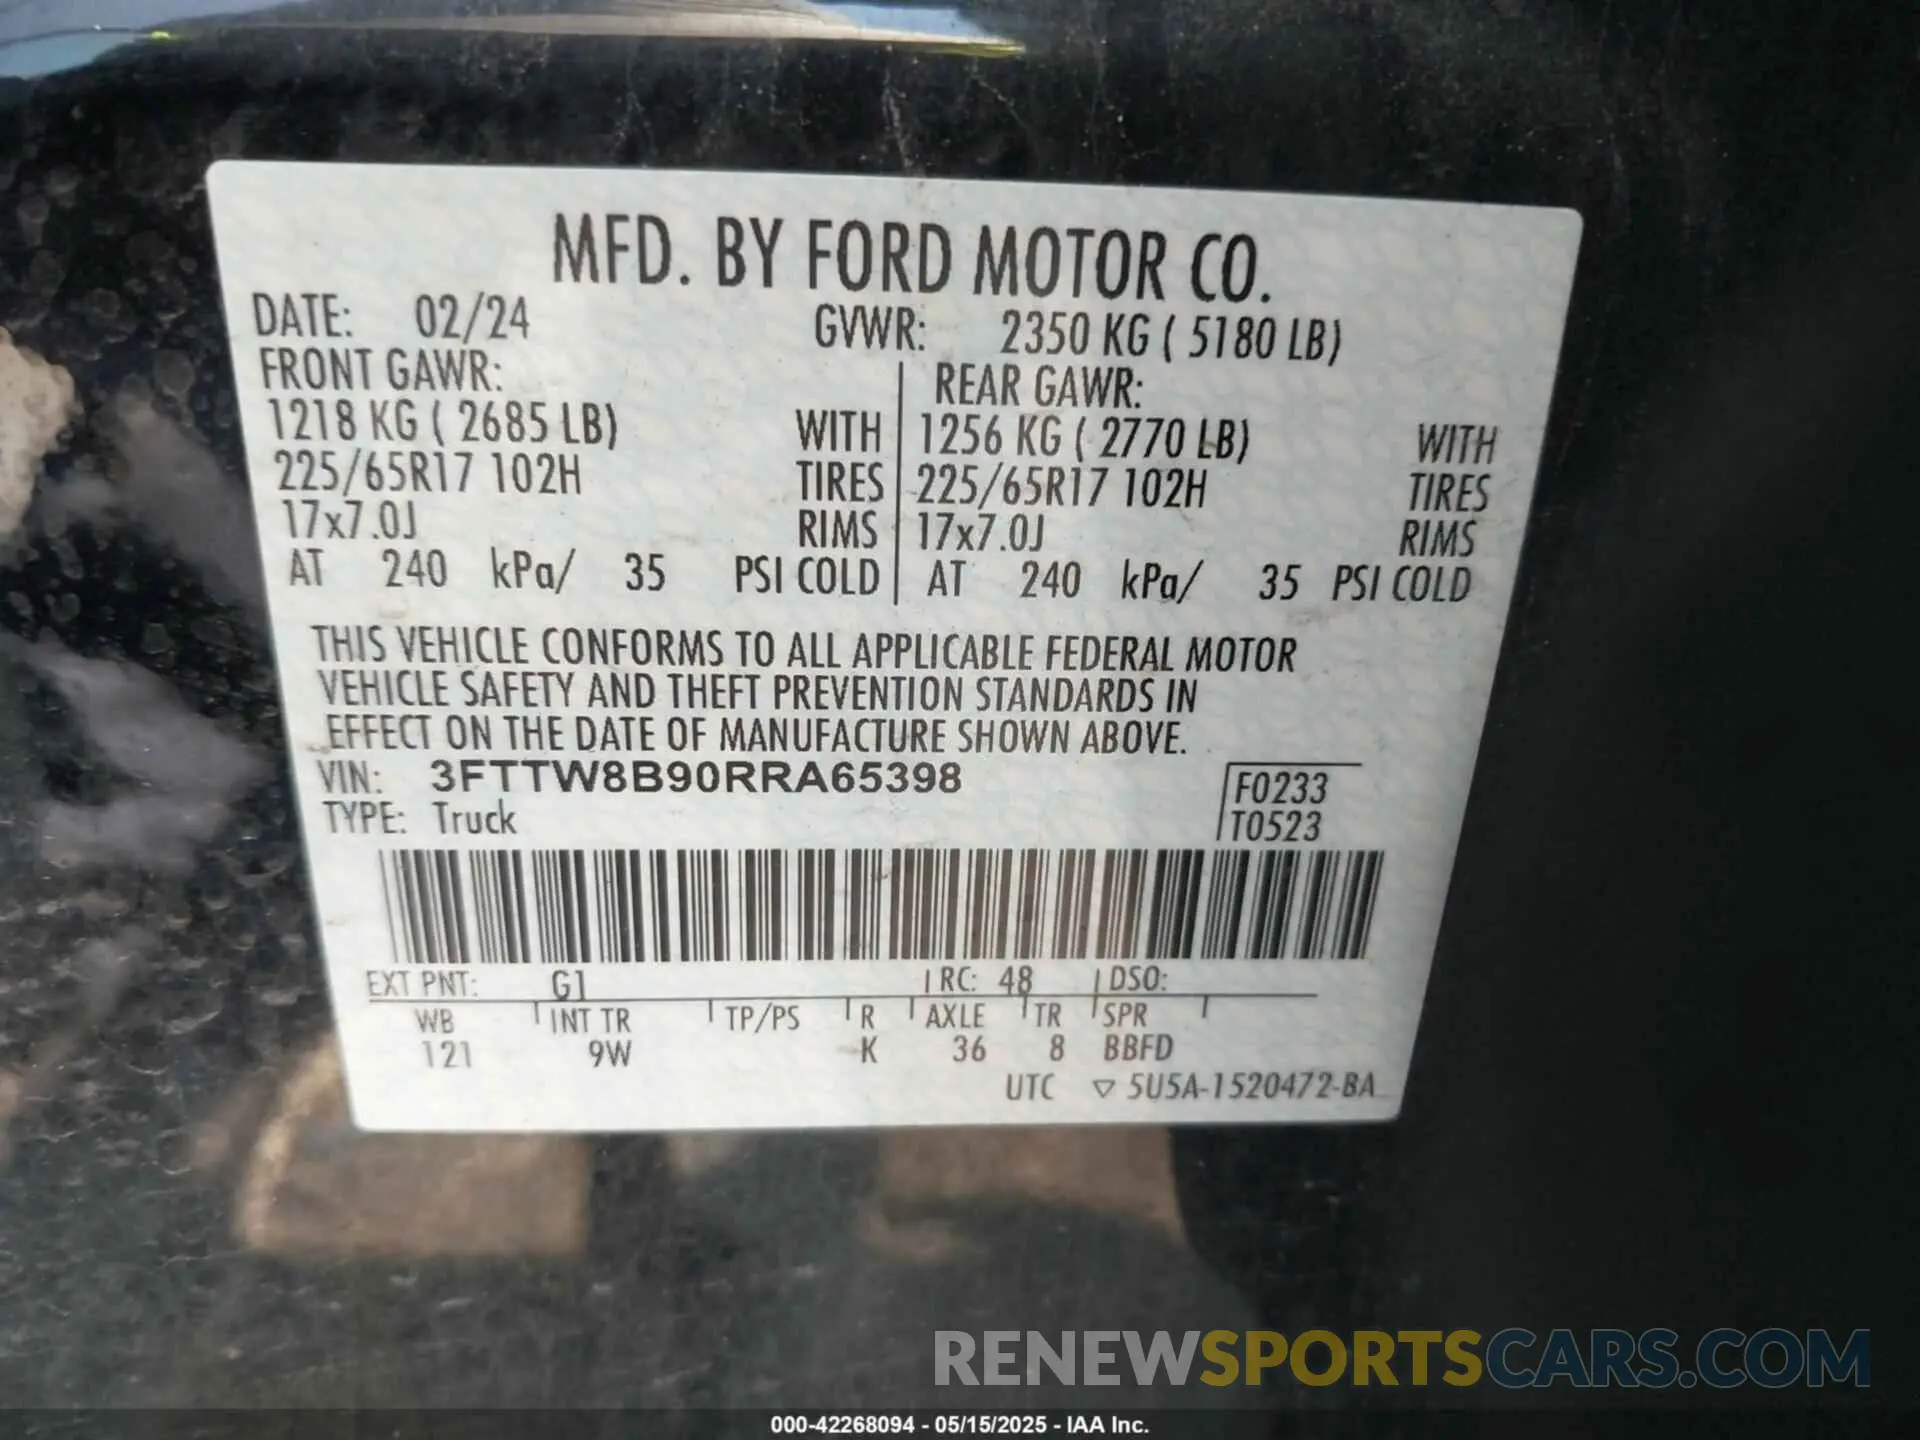 MFD. BY FORD MOTOR CO.
DATE: 02/24 GVWR: 2350 KG ( 5180 LB)
FRONT GAWR: REAR GAWR:
1218 KG ( 2685 LB) WITH 1256 KG ( 2770 LB) WITH
225/65R17 102H TIRES 225/65R17 102H TIRES
17x7.0J RIMS 17x7.0J RIMS
AT 240 kPa/ 35 PSI COLD AT 240 kPa/ 35 PSI COLD
THIS VEHICLE CONFORMS TO ALL APPLICABLE FEDERAL MOTOR
VEHICLE SAFETY AND THEFT PREVENTION STANDARDS IN
EFFECT ON THE DATE OF MANUFACTURE SHOWN ABOVE.
VIN: 3FTTW8B90RRA65398 F0233
TYPE: Truck T0523
EXT PNT: G1 RC: 48 DSO:
WB INT TR TP/PS R AXLE TR SPR
121 9W K 36 8 BBFD
UTC ▽ 5U5A-1520472-BA
RENEWSPORTSCARS.COM
000-42268094 - 05/15/2025 - IAA Inc.